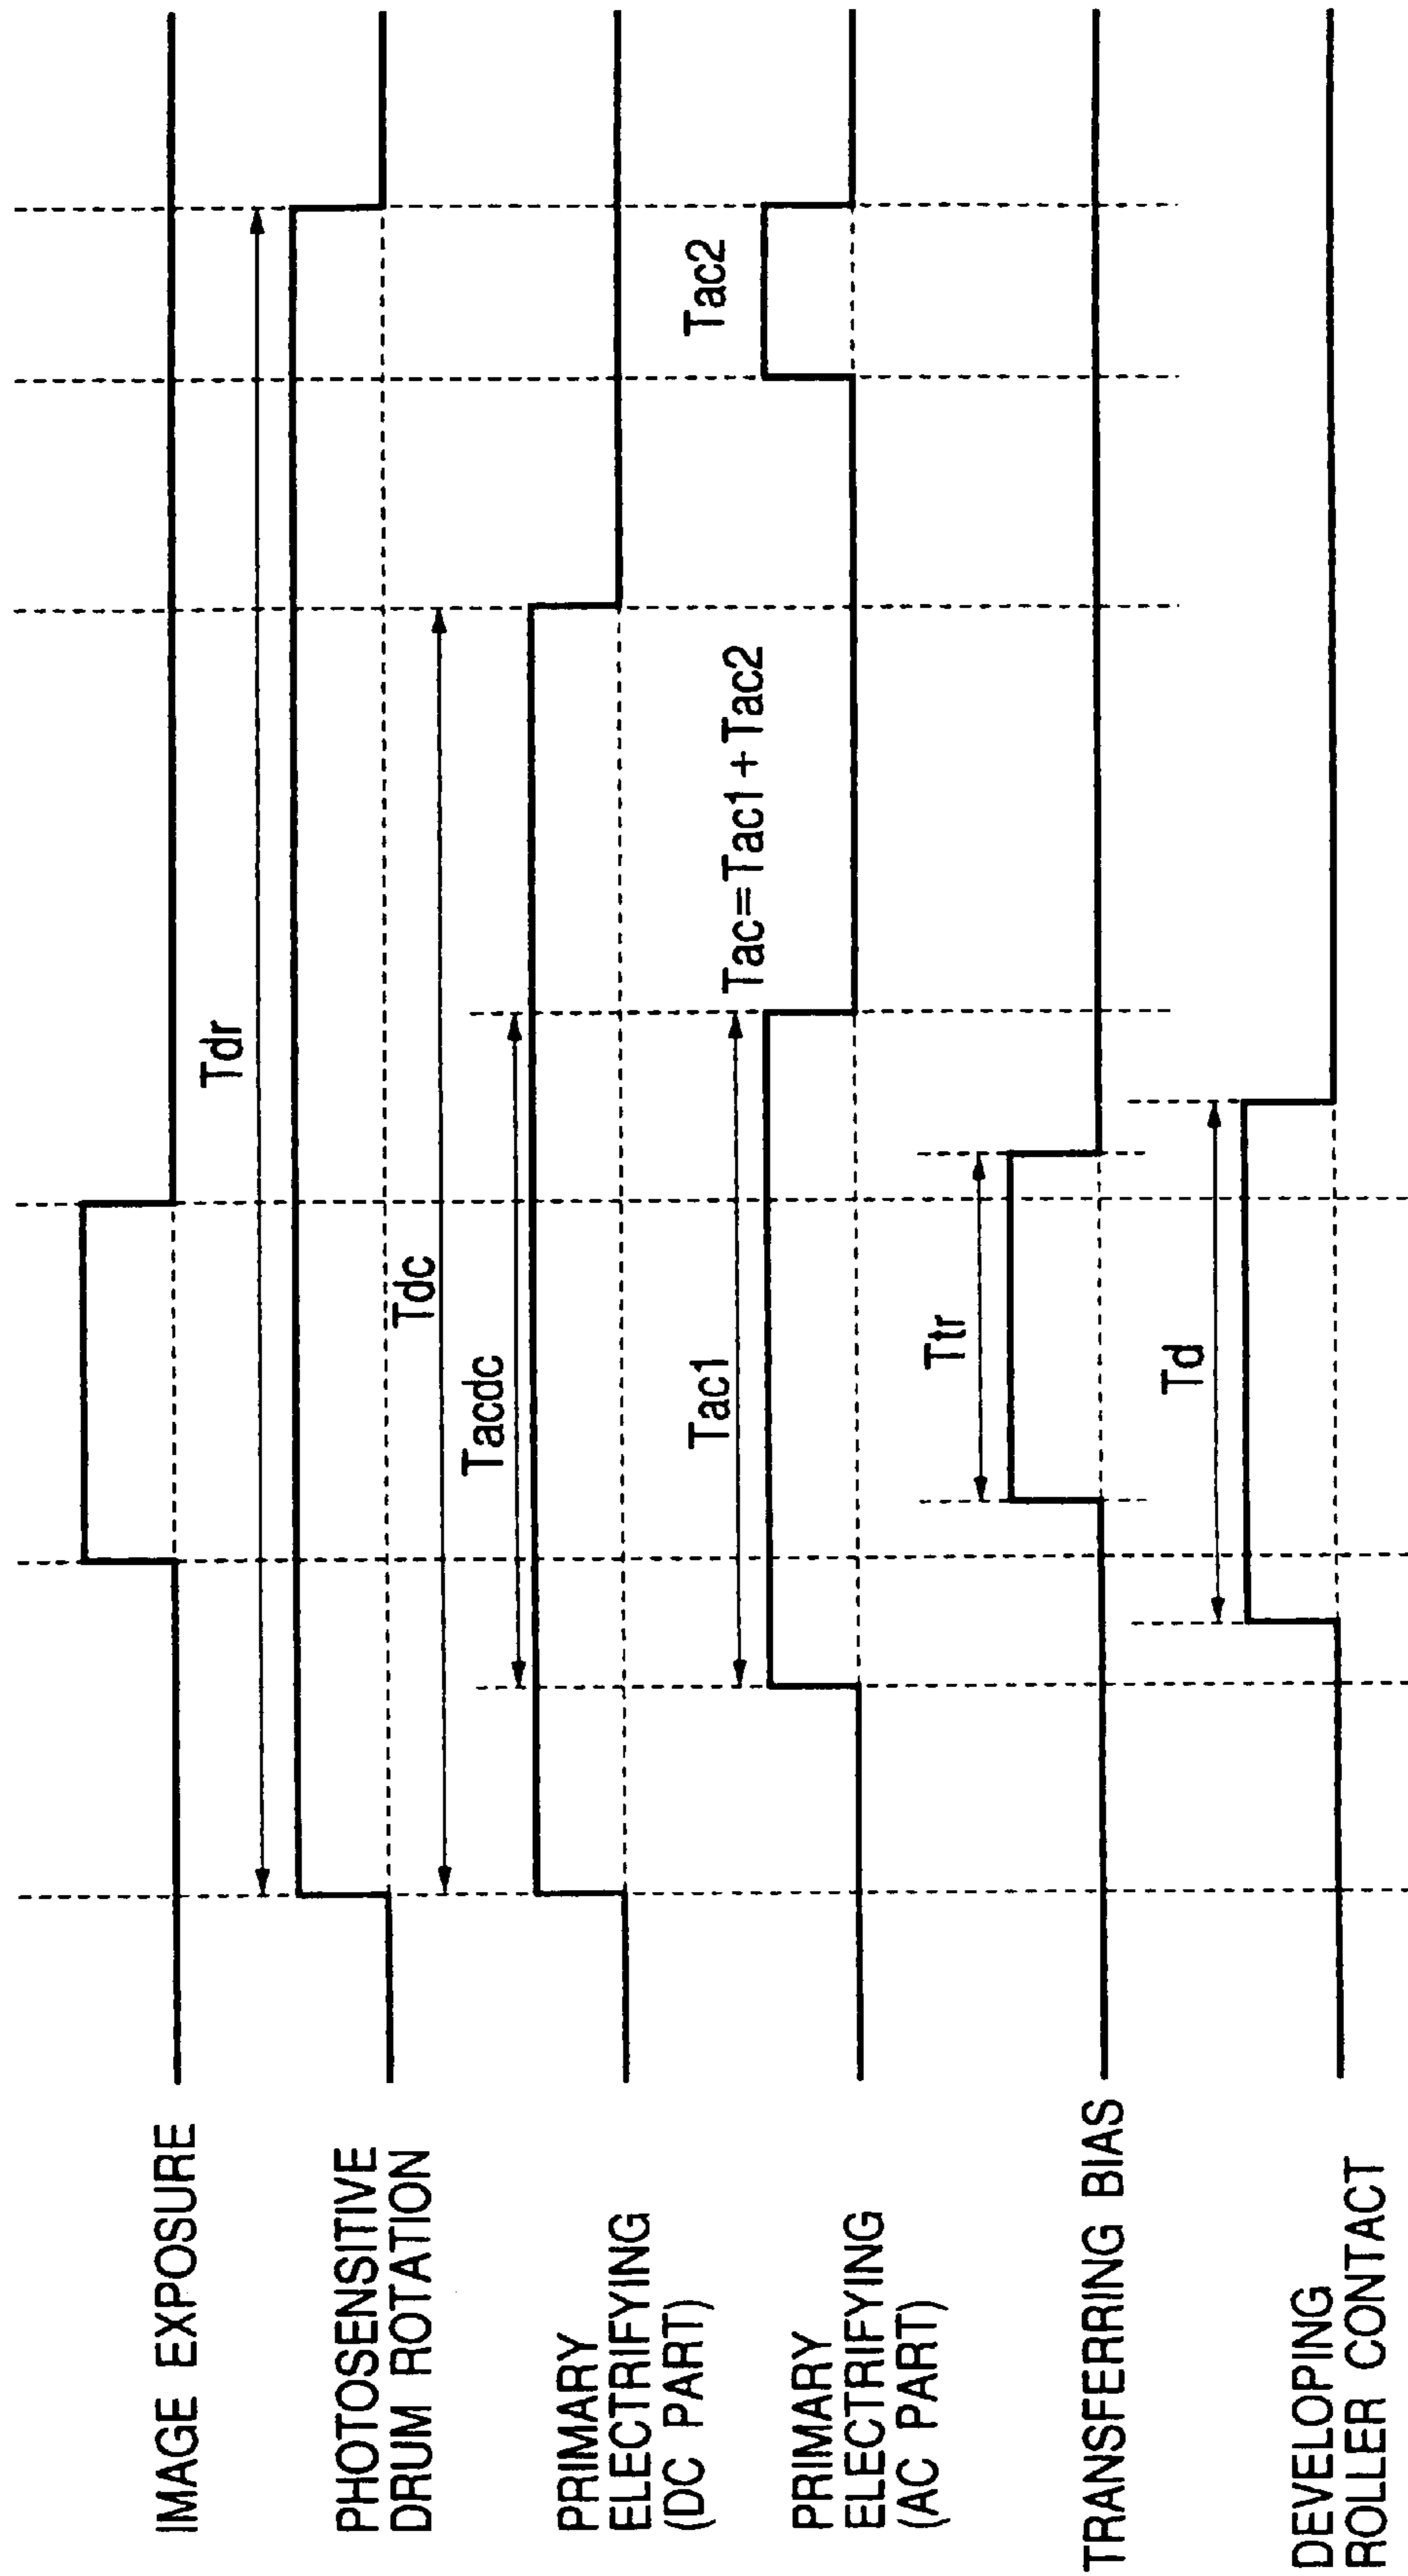 IMAGE EXPOSURE
Tdr
PHOTOSENSITIVE
DRUM ROTATION
Tdc
Tacdc
PRIMARY
ELECTRIFYING
(DC PART)
Tac1
Tac=Tac1+Tac2
Tac2
PRIMARY
ELECTRIFYING
(AC PART)
Ttr
TRANSFERRING BIAS
Td
DEVELOPING
ROLLER CONTACT